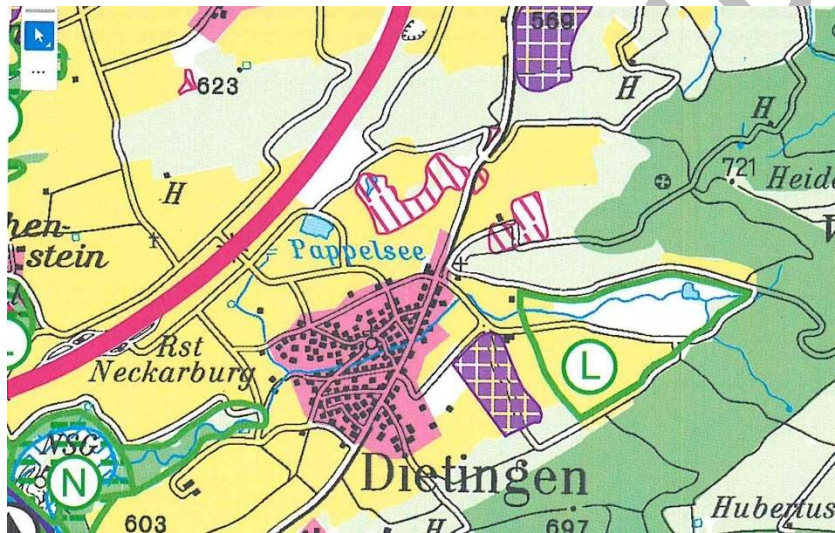 569
623
H
H
H
721
Heide
hen-
stein
Pappelsee
Rst
Neckarburg
L
NSG
N
Dietingen
603
H
697
Hubertus